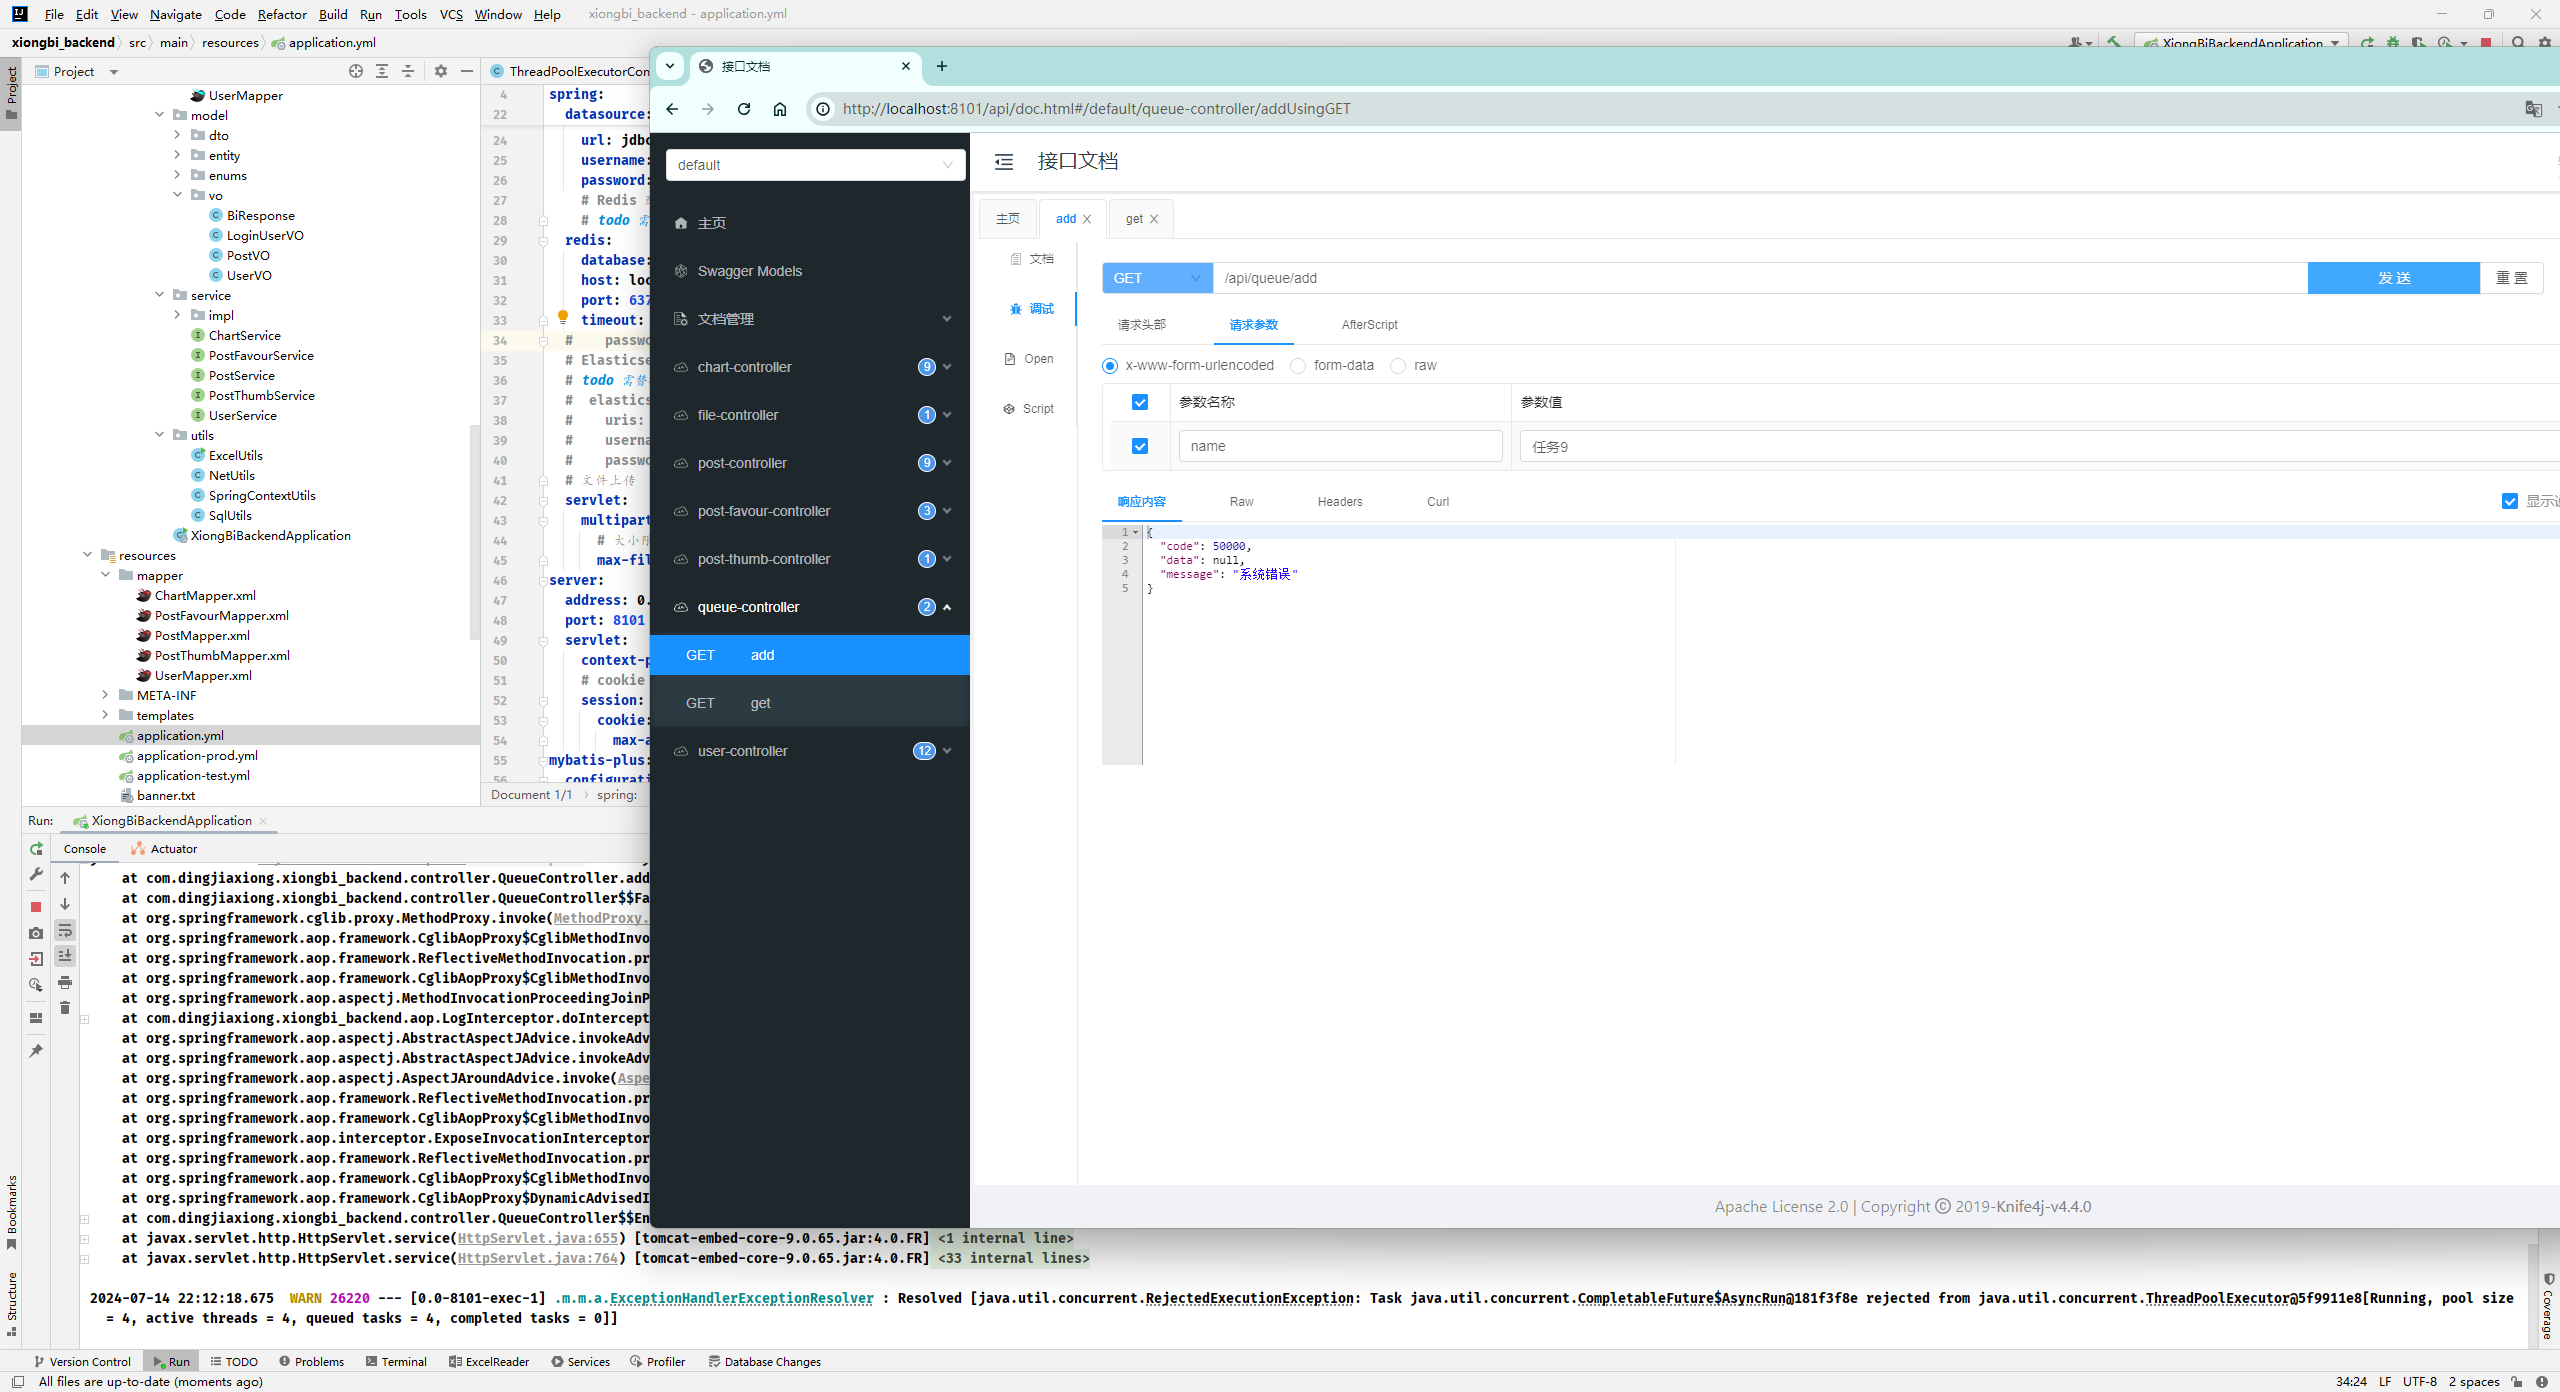 File Edit View Navigate Code Refactor Build Run Tools VCS Window Help xiongbi_backend - application.yml
xiongbi_backend src main resources application.yml
XiongBiBackendApplication
Project
Project
UserMapper
model
dto
entity
enums
vo
BiResponse
LoginUserVO
PostVO
UserVO
service
impl
ChartService
PostFavourService
PostService
PostThumbService
UserService
utils
ExcelUtils
NetUtils
SpringContextUtils
SqlUtils
XiongBiBackendApplication
resources
mapper
ChartMapper.xml
PostFavourMapper.xml
PostMapper.xml
PostThumbMapper.xml
UserMapper.xml
META-INF
templates
application.yml
application-prod.yml
application-test.yml
banner.txt
ThreadPoolExecutorCon
4 spring:
22 datasource:
24 url: jdbc
25 username:
26 password:
27 # Redis
28 # todo 需
29 redis:
30 database:
31 host: loc
32 port: 637
33 timeout:
34 # passwo
35 # Elasticse
36 # todo 需替
37 # elastics
38 # uris:
39 # userna
40 # passwo
41 # 文件上传
42 servlet:
43 multipart
44 # 大小限
45 max-fil
46 server:
47 address: 0.
48 port: 8101
49 servlet:
50 context-p
51 # cookie
52 session:
53 cookie:
54 max-a
55 mybatis-plus:
56 configurati
Document 1/1 spring:
接口文档
http://localhost:8101/api/doc.html#/default/queue-controller/addUsingGET
default
主页
Swagger Models
文档管理
chart-controller 9
file-controller 1
post-controller 9
post-favour-controller 3
post-thumb-controller 1
queue-controller 2
GET add
GET get
user-controller 12
接口文档
主页 add get
文档
调试
Open
Script
GET /api/queue/add 发 送 重 置
请求头部 请求参数 AfterScript
x-www-form-urlencoded form-data raw
参数名称 参数值
name 任务9
响应内容 Raw Headers Curl 显示说
1 {
2 "code": 50000,
3 "data": null,
4 "message": "系统错误"
5 }
Apache License 2.0 | Copyright © 2019-Knife4j-v4.4.0
Run: XiongBiBackendApplication
Console Actuator
at com.dingjiaxiong.xiongbi_backend.controller.QueueController.add
at com.dingjiaxiong.xiongbi_backend.controller.QueueController$$Fa
at org.springframework.cglib.proxy.MethodProxy.invoke(MethodProxy.
at org.springframework.aop.framework.CglibAopProxy$CglibMethodInvo
at org.springframework.aop.framework.ReflectiveMethodInvocation.pr
at org.springframework.aop.framework.CglibAopProxy$CglibMethodInvo
at org.springframework.aop.aspectj.MethodInvocationProceedingJoinP
at com.dingjiaxiong.xiongbi_backend.aop.LogInterceptor.doIntercept
at org.springframework.aop.aspectj.AbstractAspectJAdvice.invokeAdv
at org.springframework.aop.aspectj.AbstractAspectJAdvice.invokeAdv
at org.springframework.aop.aspectj.AspectJAroundAdvice.invoke(Aspe
at org.springframework.aop.framework.ReflectiveMethodInvocation.pr
at org.springframework.aop.framework.CglibAopProxy$CglibMethodInvo
at org.springframework.aop.interceptor.ExposeInvocationInterceptor
at org.springframework.aop.framework.ReflectiveMethodInvocation.pr
at org.springframework.aop.framework.CglibAopProxy$CglibMethodInvo
at org.springframework.aop.framework.CglibAopProxy$DynamicAdvisedI
at com.dingjiaxiong.xiongbi_backend.controller.QueueController$$En
at javax.servlet.http.HttpServlet.service(HttpServlet.java:655) [tomcat-embed-core-9.0.65.jar:4.0.FR] <1 internal line>
at javax.servlet.http.HttpServlet.service(HttpServlet.java:764) [tomcat-embed-core-9.0.65.jar:4.0.FR] <33 internal lines>
2024-07-14 22:12:18.675 WARN 26220 --- [0.0-8101-exec-1] .m.m.a.ExceptionHandlerExceptionResolver : Resolved [java.util.concurrent.RejectedExecutionException: Task java.util.concurrent.CompletableFuture$AsyncRun@181f3f8e rejected from java.util.concurrent.ThreadPoolExecutor@5f9911e8[Running, pool size
= 4, active threads = 4, queued tasks = 4, completed tasks = 0]]
Bookmarks
Structure
Coverage
Version Control Run TODO Problems Terminal ExcelReader Services Profiler Database Changes
All files are up-to-date (moments ago) 34:24 LF UTF-8 2 spaces